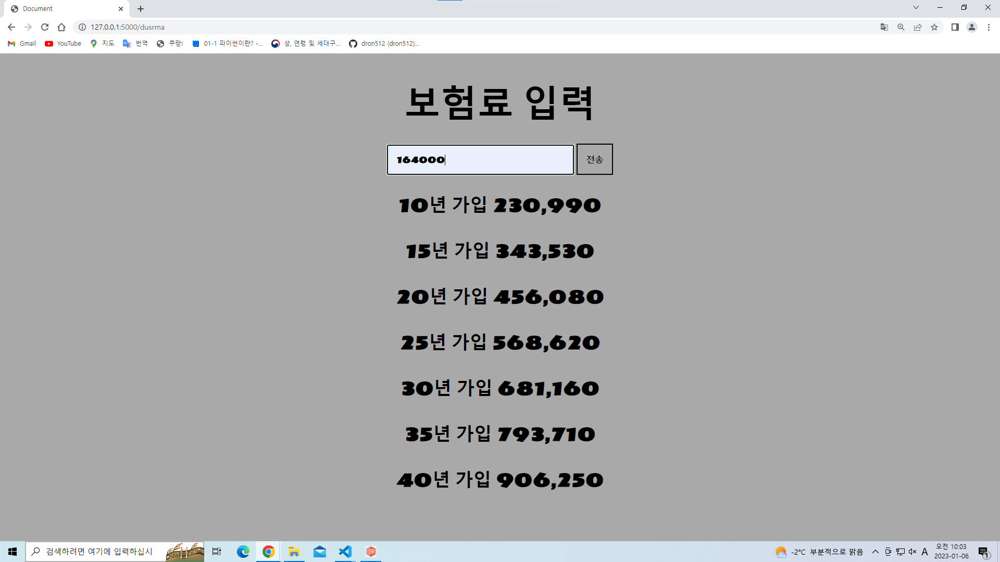 Document
127.0.0.1:5000/dusrma
Gmail YouTube 지도 번역 쿠팡! 01-1 파이썬이란? -... 성, 연령 및 세대구... dron512 (dron512)...
보험료 입력
164000 전송
10년 가입 230,990
15년 가입 343,530
20년 가입 456,080
25년 가입 568,620
30년 가입 681,160
35년 가입 793,710
40년 가입 906,250
검색하려면 여기에 입력하십시
-2°C 부분적으로 맑음 A 오전 10:03
2023-01-06 1